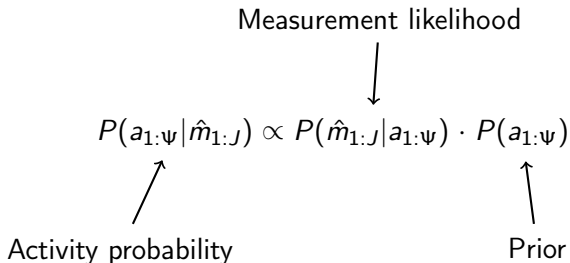 Measurement likelihood
P(a_{1:Ψ}|m̂_{1:J}) ∝ P(m̂_{1:J}|a_{1:Ψ}) · P(a_{1:Ψ})
Activity probability Prior